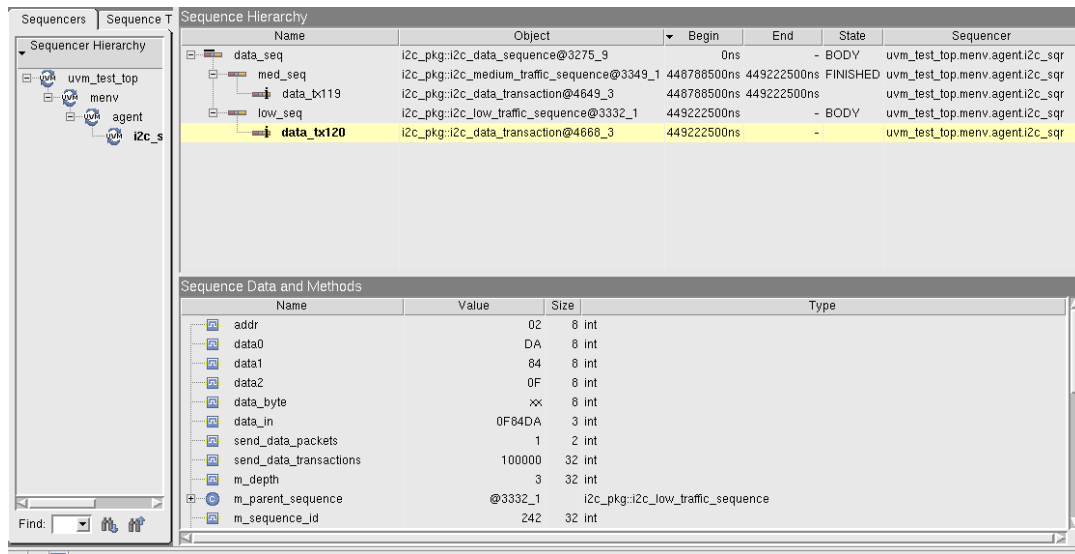 Sequencers Sequence T
Sequencer Hierarchy
uvm_test_top
menv
agent
i2c_s
Find:
Sequence Hierarchy
Name Object Begin End State Sequencer
data_seq i2c_pkg::i2c_data_sequence@3275_9 0ns - BODY uvm_test_top.menv.agent.i2c_sqr
med_seq i2c_pkg::i2c_medium_traffic_sequence@3349_1 448788500ns 449222500ns FINISHED uvm_test_top.menv.agent.i2c_sqr
data_tx119 i2c_pkg::i2c_data_transaction@4649_3 448788500ns 449222500ns uvm_test_top.menv.agent.i2c_sqr
low_seq i2c_pkg::i2c_low_traffic_sequence@3332_1 449222500ns - BODY uvm_test_top.menv.agent.i2c_sqr
data_tx120 i2c_pkg::i2c_data_transaction@4668_3 449222500ns - uvm_test_top.menv.agent.i2c_sqr
Sequence Data and Methods
Name Value Size Type
addr 02 8 int
data0 DA 8 int
data1 84 8 int
data2 0F 8 int
data_byte xx 8 int
data_in 0F84DA 3 int
send_data_packets 1 2 int
send_data_transactions 100000 32 int
m_depth 3 32 int
m_parent_sequence @3332_1 i2c_pkg::i2c_low_traffic_sequence
m_sequence_id 242 32 int